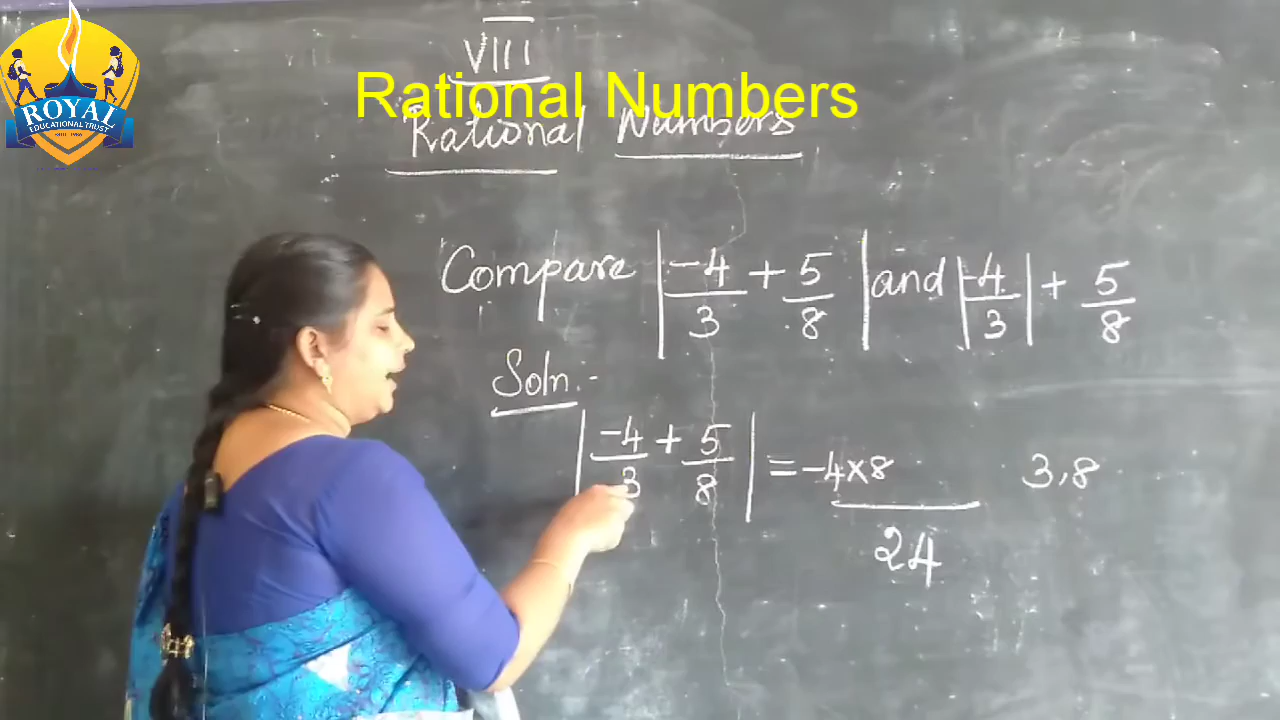 ROYAL
EDUCATIONAL TRUST
VIII
Rational Numbers
Rational Numbers
Compare |-4/3 + 5/8| and |-4/3| + 5/8
Soln:-
|-4/3 + 5/8| = -4×8/24
3,8